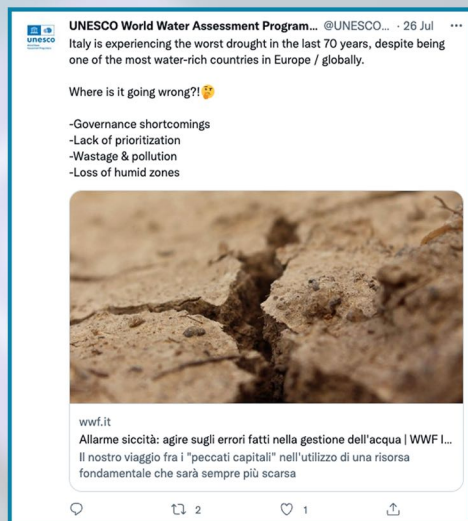 UNESCO World Water Assessment Program... @UNESCO... · 26 Jul
unesco
Italy is experiencing the worst drought in the last 70 years, despite being
one of the most water-rich countries in Europe / globally.
Where is it going wrong?!🤔
-Governance shortcomings
-Lack of prioritization
-Wastage & pollution
-Loss of humid zones
wwf.it
Allarme siccità: agire sugli errori fatti nella gestione dell'acqua | WWF I...
Il nostro viaggio fra i "peccati capitali" nell'utilizzo di una risorsa
fondamentale che sarà sempre più scarsa
2
1